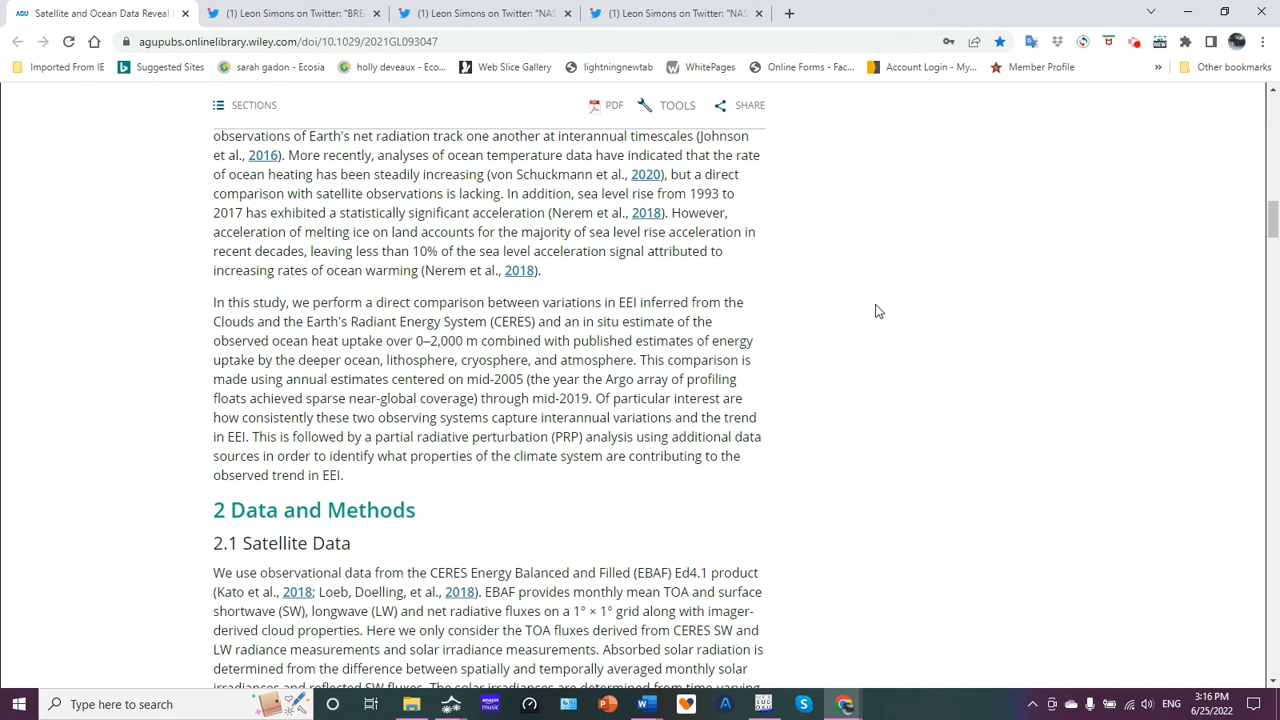 Satellite and Ocean Data Reveal
(1) Leon Simons on Twitter: "BRE
(1) Leon Simons on Twitter: "NAS
(1) Leon Simons on Twitter: "NAS
agupubs.onlinelibrary.wiley.com/doi/10.1029/2021GL093047
Imported From IE
Suggested Sites
sarah gadon - Ecosia
holly deveaux - Eco...
Web Slice Gallery
lightningnewtab
WhitePages
Online Forms - Fac...
Account Login - My...
Member Profile
»
Other bookmarks
SECTIONS
PDF
TOOLS
SHARE
observations of Earth's net radiation track one another at interannual timescales (Johnson
et al., 2016). More recently, analyses of ocean temperature data have indicated that the rate
of ocean heating has been steadily increasing (von Schuckmann et al., 2020), but a direct
comparison with satellite observations is lacking. In addition, sea level rise from 1993 to
2017 has exhibited a statistically significant acceleration (Nerem et al., 2018). However,
acceleration of melting ice on land accounts for the majority of sea level rise acceleration in
recent decades, leaving less than 10% of the sea level acceleration signal attributed to
increasing rates of ocean warming (Nerem et al., 2018).
In this study, we perform a direct comparison between variations in EEI inferred from the
Clouds and the Earth's Radiant Energy System (CERES) and an in situ estimate of the
observed ocean heat uptake over 0–2,000 m combined with published estimates of energy
uptake by the deeper ocean, lithosphere, cryosphere, and atmosphere. This comparison is
made using annual estimates centered on mid-2005 (the year the Argo array of profiling
floats achieved sparse near-global coverage) through mid-2019. Of particular interest are
how consistently these two observing systems capture interannual variations and the trend
in EEI. This is followed by a partial radiative perturbation (PRP) analysis using additional data
sources in order to identify what properties of the climate system are contributing to the
observed trend in EEI.
2 Data and Methods
2.1 Satellite Data
We use observational data from the CERES Energy Balanced and Filled (EBAF) Ed4.1 product
(Kato et al., 2018; Loeb, Doelling, et al., 2018). EBAF provides monthly mean TOA and surface
shortwave (SW), longwave (LW) and net radiative fluxes on a 1° × 1° grid along with imager-
derived cloud properties. Here we only consider the TOA fluxes derived from CERES SW and
LW radiance measurements and solar irradiance measurements. Absorbed solar radiation is
determined from the difference between spatially and temporally averaged monthly solar
irradiances and reflected SW fluxes. The solar irradiances are determined from time varying
Type here to search
ENG
3:16 PM
6/25/2022